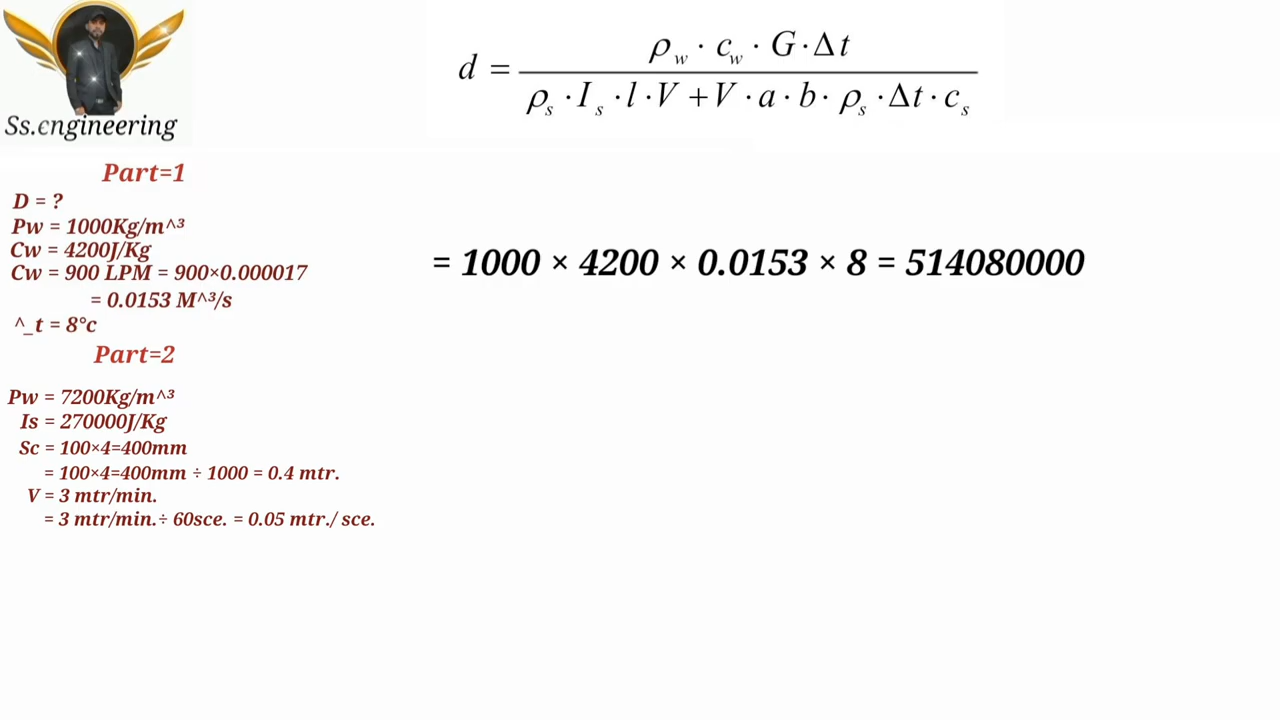 Ss.engineering
d = ρw · cw · G·Δt
ρs ·Is ·l·V +V ·a·b· ρs ·Δt·cs
Part=1
D = ?
Pw = 1000Kg/m^³
Cw = 4200J/Kg
Cw = 900 LPM = 900×0.000017
= 0.0153 M^³/s
^_t = 8°c
= 1000 × 4200 × 0.0153 × 8 = 514080000
Part=2
Pw = 7200Kg/m^³
Is = 270000J/Kg
Sc = 100×4=400mm
= 100×4=400mm ÷ 1000 = 0.4 mtr.
V = 3 mtr/min.
= 3 mtr/min.÷ 60sce. = 0.05 mtr./ sce.